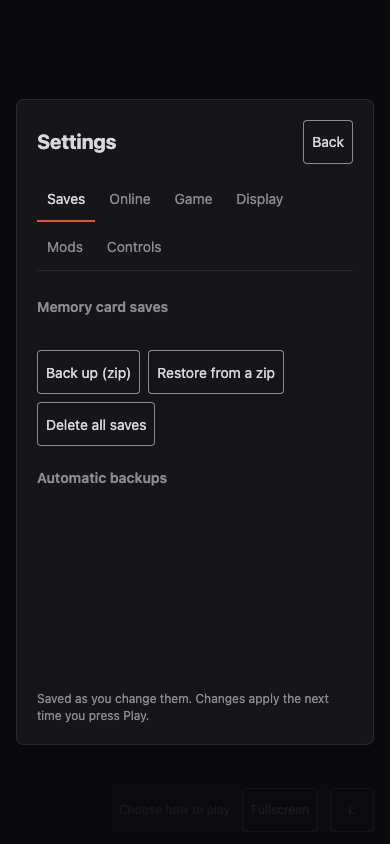 Settings
Back
Saves
Online
Game
Display
Mods
Controls
Memory card saves
Back up (zip)
Restore from a zip
Delete all saves
Automatic backups
Saved as you change them. Changes apply the next
time you press Play.
Choose how to play
Fullscreen
L